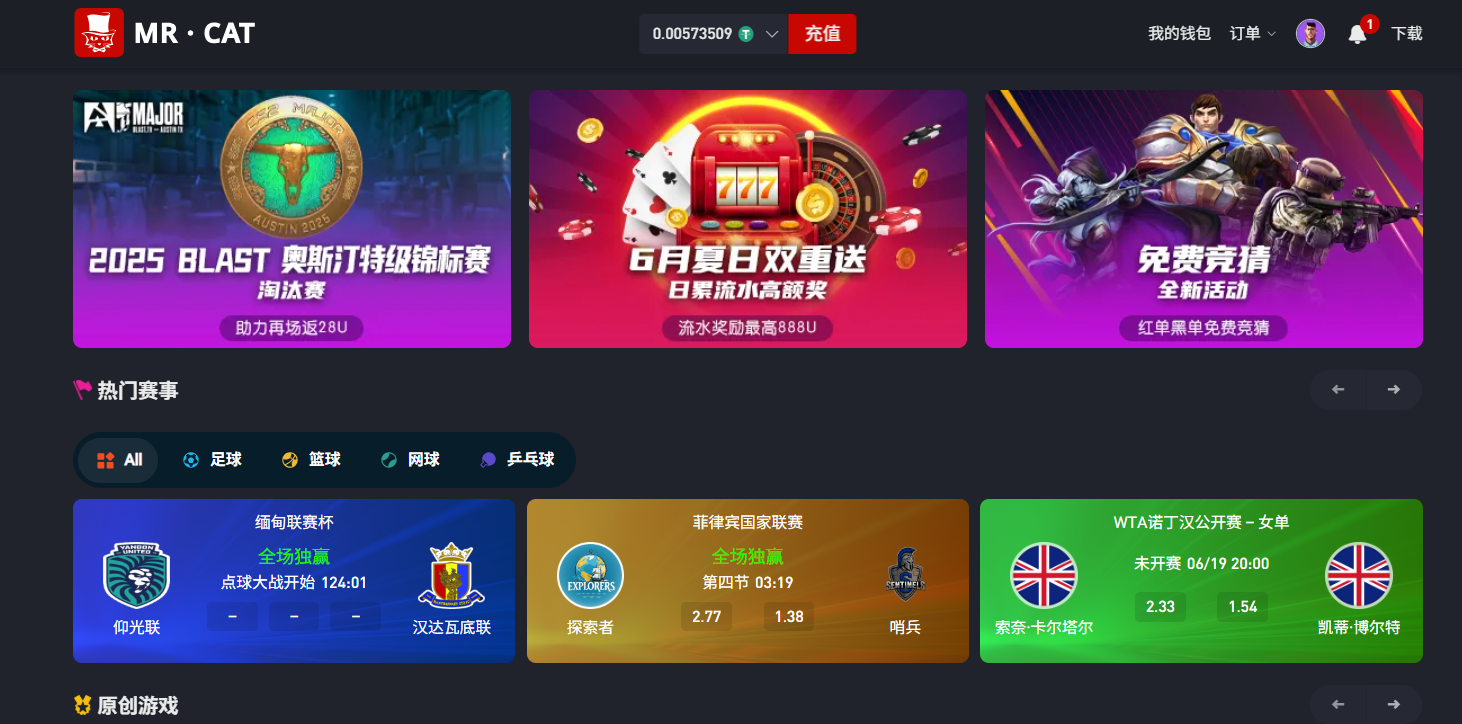 MR · CAT
0.00573509
充值
我的钱包
订单
1
下载
MAJOR
BLAST.TV — AUSTIN TX
CS2 MAJOR
AUSTIN 2025
2025 BLAST 奥斯汀特级锦标赛
淘汰赛
助力再场返28U
777
6月夏日双重送
日累流水高额奖
流水奖励最高888U
免费竞猜
全新活动
红单黑单免费竞猜
热门赛事
All
足球
篮球
网球
乒乓球
缅甸联赛杯
全场独赢
点球大战开始 124:01
YANGON UNITED
– – –
仰光联
汉达瓦底联
菲律宾国家联赛
全场独赢
第四节 03:19
EXPLORERS
SENTINELS
2.77
1.38
探索者
哨兵
WTA诺丁汉公开赛 – 女单
未开赛 06/19 20:00
2.33
1.54
索奈·卡尔塔尔
凯蒂·博尔特
原创游戏